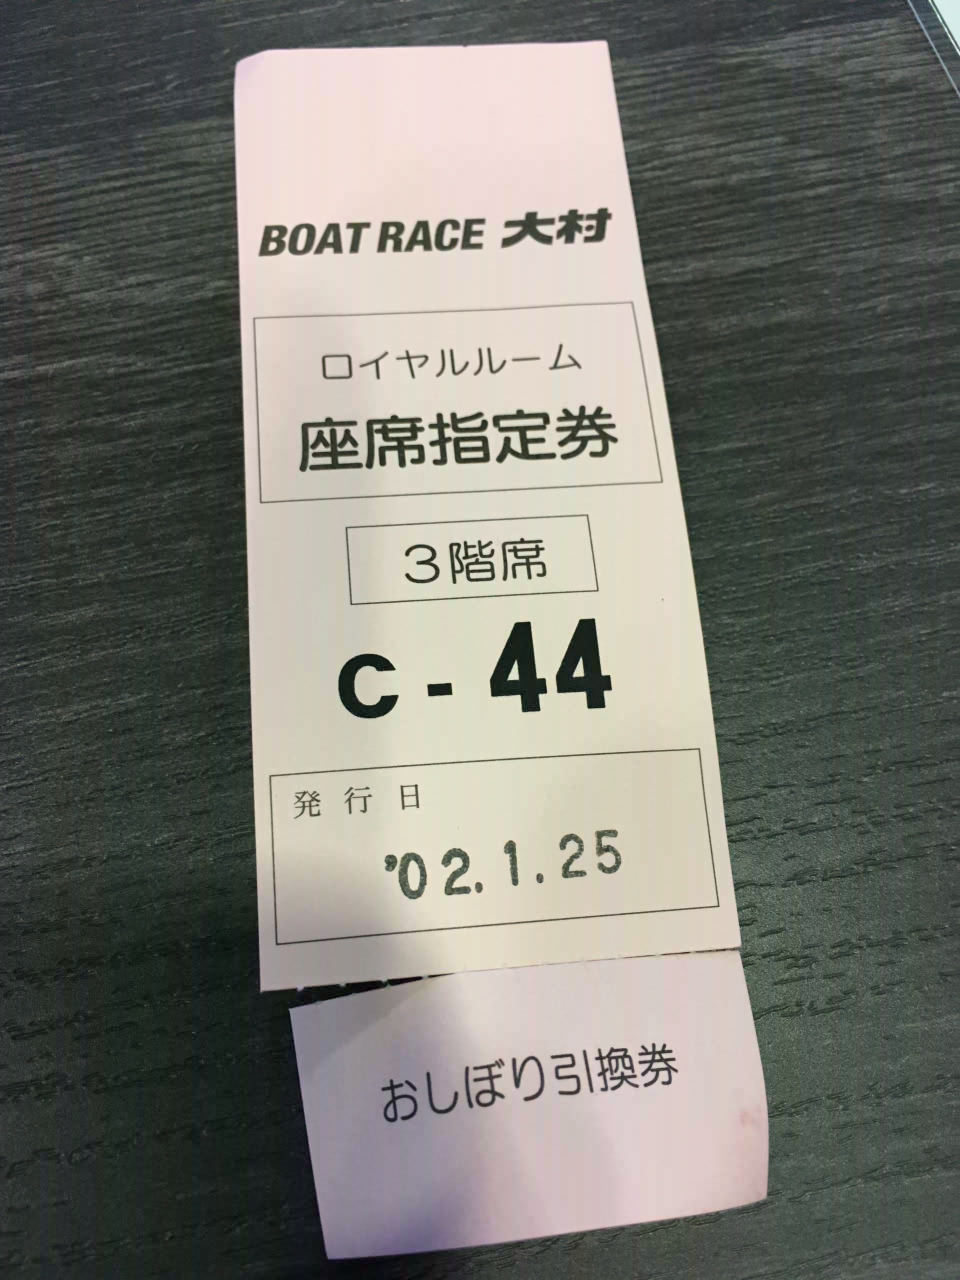 BOAT RACE 大村
ロイヤルルーム
座席指定券
3階席
C - 44
発行日
'02.1.25
おしぼり引換券